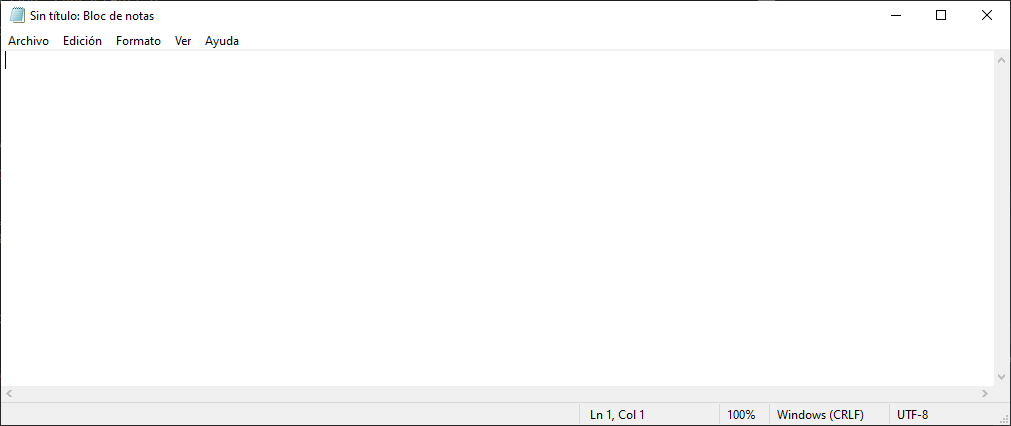 Sin título: Bloc de notas
Archivo Edición Formato Ver Ayuda
Ln 1, Col 1 100% Windows (CRLF) UTF-8